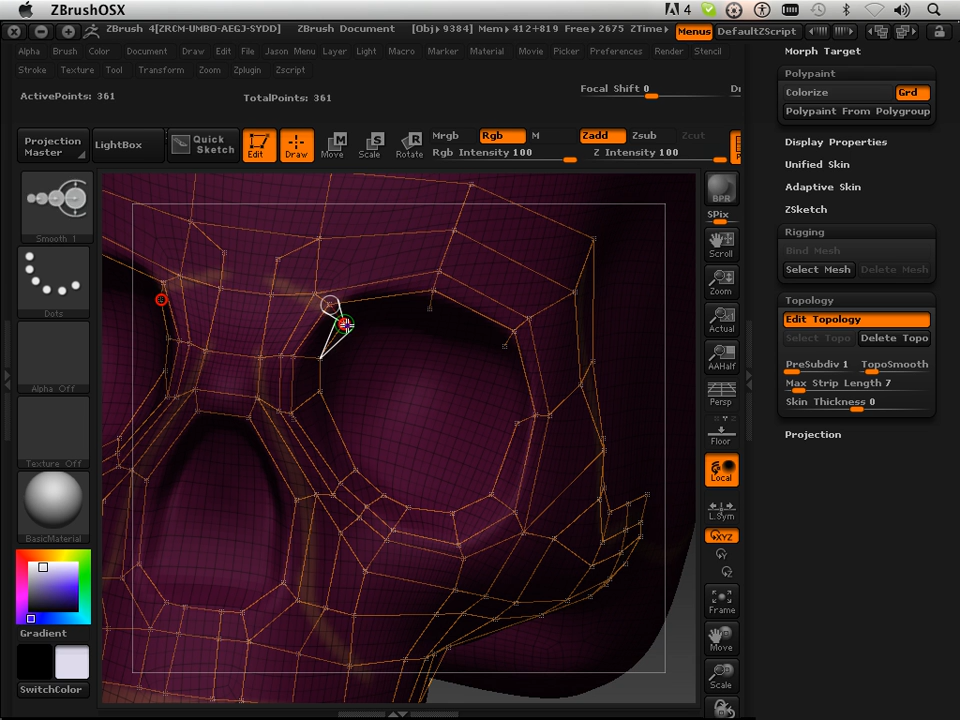 ZBrushOSX
4
ZBrush 4[ZRCM-UMBO-AEGJ-SYDD] ZBrush Document [Obj▸ 9384] Mem▸412+819 Free▸2675 ZTime▸ Menus DefaultZScript
Alpha Brush Color Document Draw Edit File Jason Menu Layer Light Macro Marker Material Movie Picker Preferences Render Stencil
Stroke Texture Tool Transform Zoom Zplugin Zscript
ActivePoints: 361
TotalPoints: 361
Focal Shift 0
Projection Master
LightBox
Quick Sketch
Edit
Draw
Move
Scale
Rotate
Mrgb Rgb M
Rgb Intensity 100
Zadd Zsub Zcut
Z Intensity 100
Smooth 1
Dots
Alpha Off
Texture Off
BasicMaterial
Gradient
SwitchColor
BPR
SPix
Scroll
Zoom
Actual
AAHalf
Persp
Floor
Local
L.Sym
XYZ
Y
Z
Frame
Move
Scale
Morph Target
Polypaint
Colorize Grd
Polypaint From Polygroup
Display Properties
Unified Skin
Adaptive Skin
ZSketch
Rigging
Bind Mesh
Select Mesh Delete Mesh
Topology
Edit Topology
Select Topo Delete Topo
PreSubdiv 1 TopoSmooth
Max Strip Length 7
Skin Thickness 0
Projection